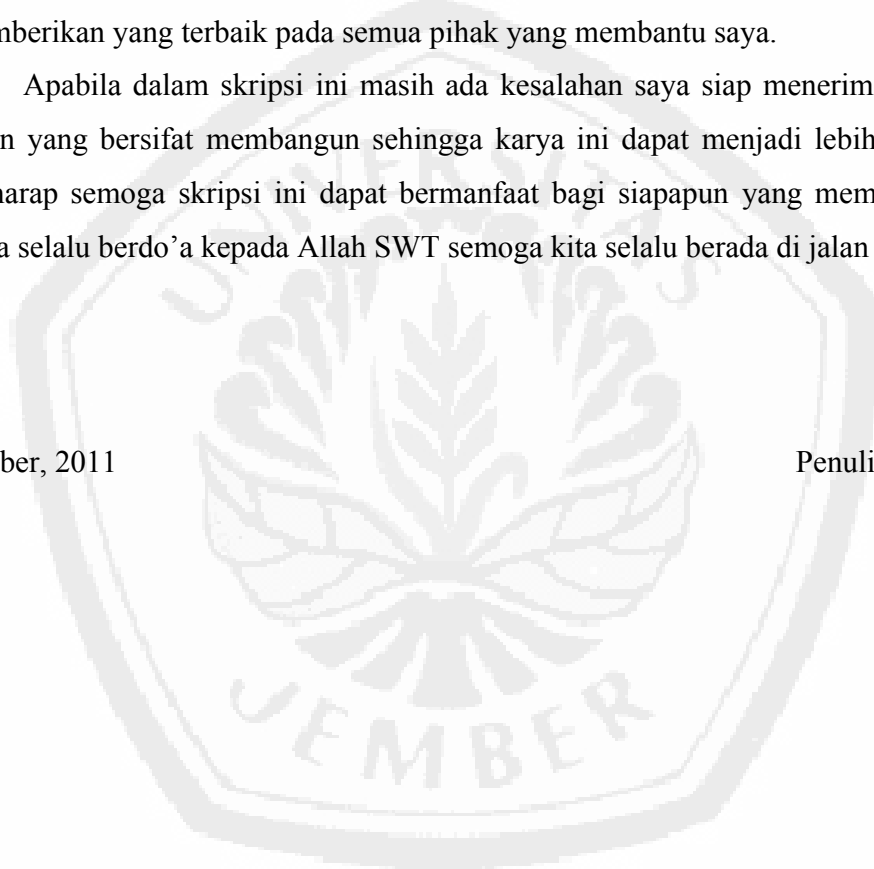 mberikan yang terbaik pada semua pihak yang membantu saya.
Apabila dalam skripsi ini masih ada kesalahan saya siap menerim
n yang bersifat membangun sehingga karya ini dapat menjadi lebih
harap semoga skripsi ini dapat bermanfaat bagi siapapun yang mem
a selalu berdo’a kepada Allah SWT semoga kita selalu berada di jalan
ber, 2011 Penuli
UNIVERSITAS
JEMBER